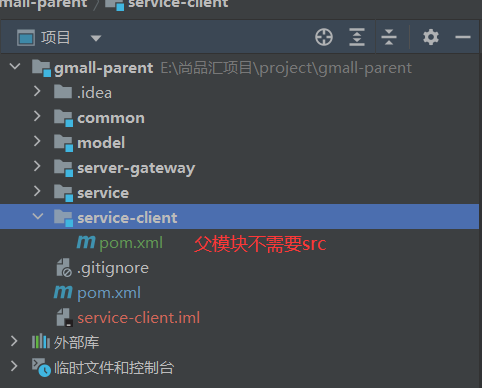 mall-parent / service-client
项目
gmall-parent E:\尚品汇项目\project\gmall-parent
.idea
common
model
server-gateway
service
service-client
pom.xml 父模块不需要src
.gitignore
pom.xml
service-client.iml
外部库
临时文件和控制台